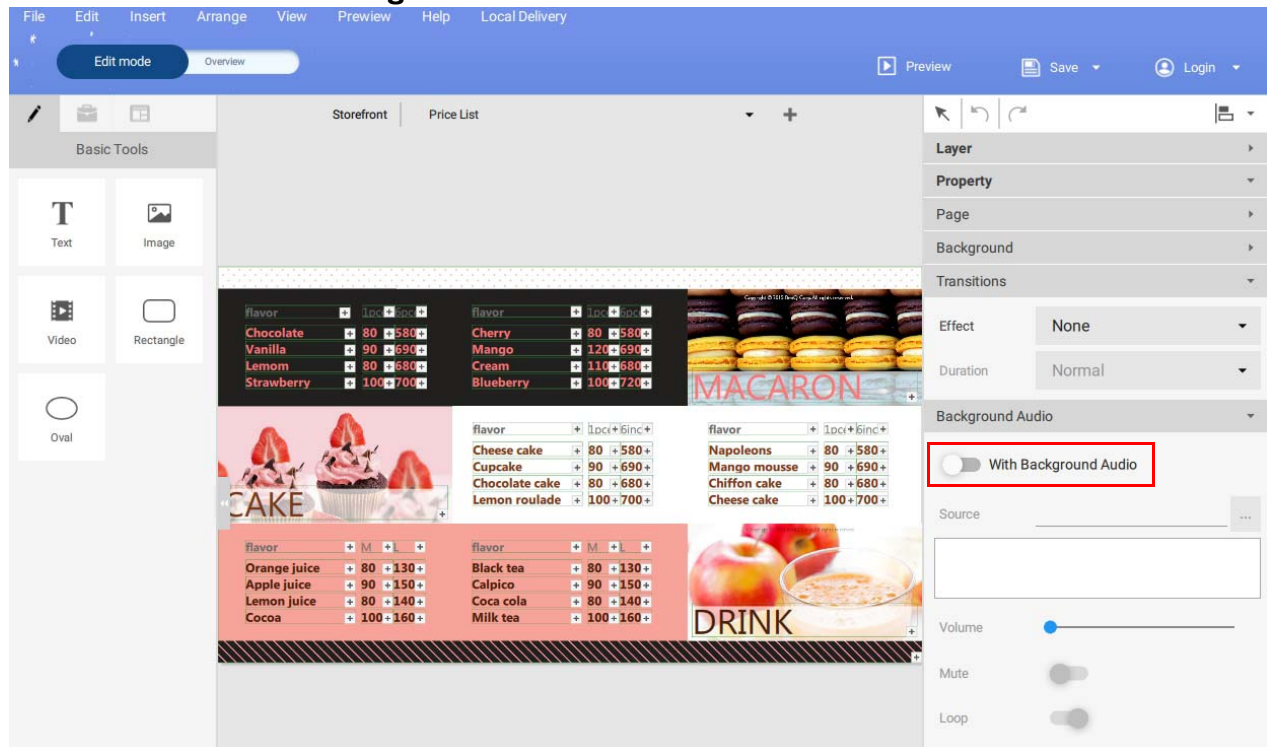 File Edit Insert Arrange View Prewiew Help Local Delivery
Edit mode Overview
Preview Save Login
Storefront Price List
Basic Tools
Text Image
Video Rectangle
Oval
flavor 1pce 6pce
Chocolate 80 580
Vanilla 90 690
Lemom 80 680
Strawberry 100 700
flavor 1pce 6pce
Cherry 80 580
Mango 120 690
Cream 110 680
Blueberry 100 720
MACARON
CAKE
flavor 1pce 6inc
Cheese cake 80 580
Cupcake 90 690
Chocolate cake 80 680
Lemon roulade 100 700
flavor 1pce 6inc
Napoleons 80 580
Mango mousse 90 690
Chiffon cake 80 680
Cheese cake 100 700
flavor M L
Orange juice 80 130
Apple juice 90 150
Lemon juice 80 140
Cocoa 100 160
flavor M L
Black tea 80 130
Calpico 90 150
Coca cola 80 140
Milk tea 100 160
DRINK
Layer
Property
Page
Background
Transitions
Effect None
Duration Normal
Background Audio
With Background Audio
Source ...
Volume
Mute
Loop